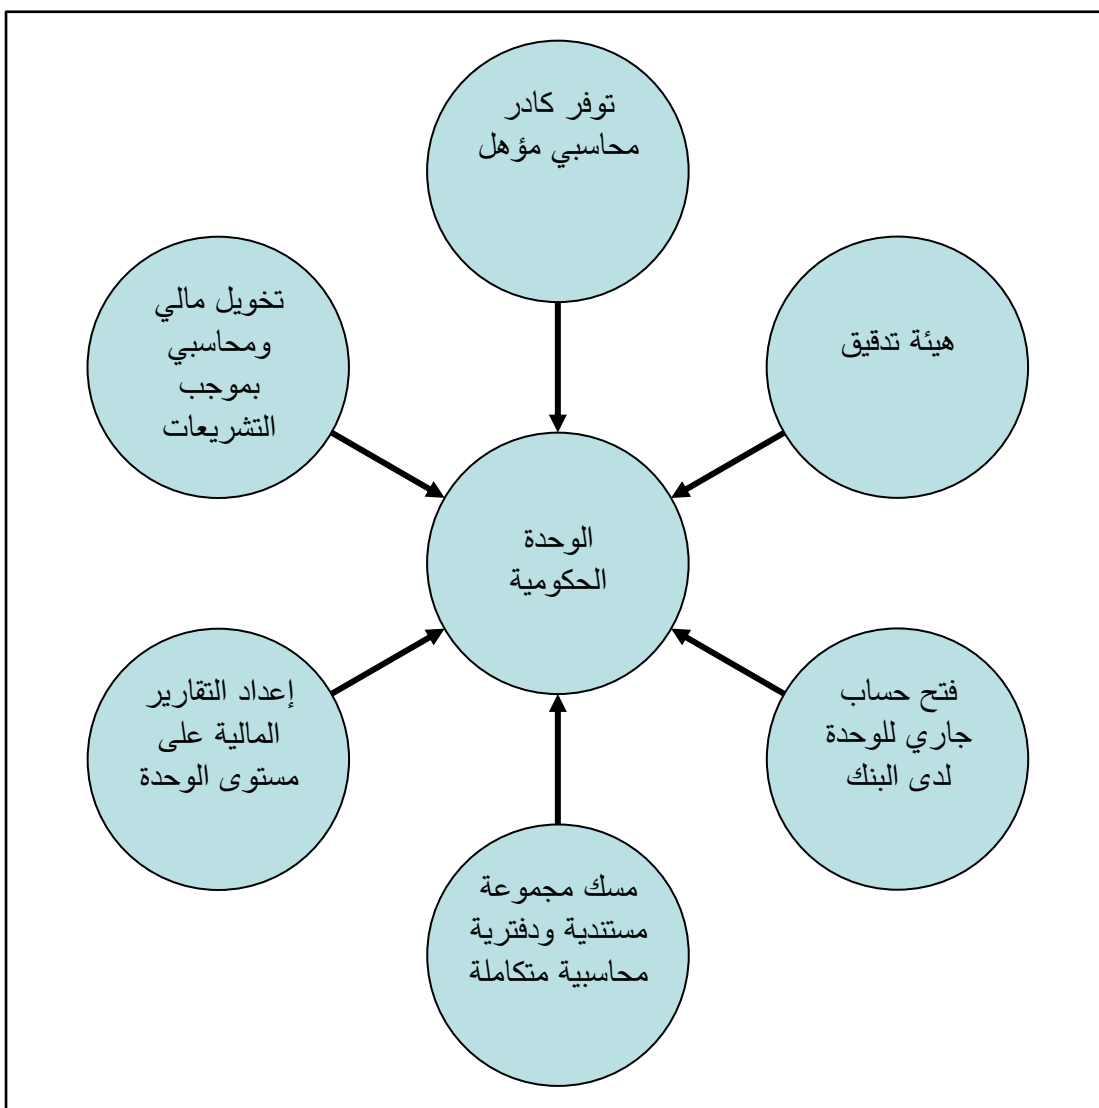 توفر كادر
محاسبي مؤهل
هيئة تدقيق
تخويل مالي
ومحاسبي
بموجب
التشريعات
الوحدة
الحكومية
فتح حساب
جاري للوحدة
لدى البنك
إعداد التقارير
المالية على
مستوى الوحدة
مسك مجموعة
مستندية ودفترية
محاسبية متكاملة